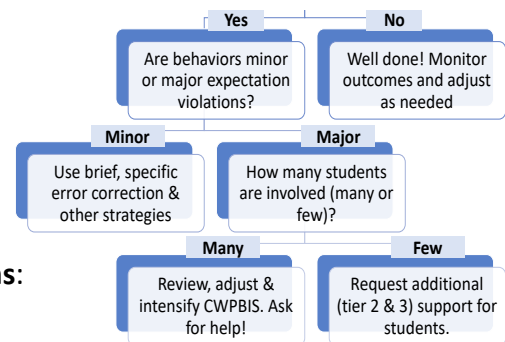 Yes
No
Are behaviors minor
or major expectation
violations?
Well done! Monitor
outcomes and adjust
as needed
Minor
Major
Use brief, specific
error correction &
other strategies
How many students
are involved (many or
few)?
Many
Few
Review, adjust &
intensify CWPBIS. Ask
for help!
Request additional
(tier 2 & 3) support for
students.